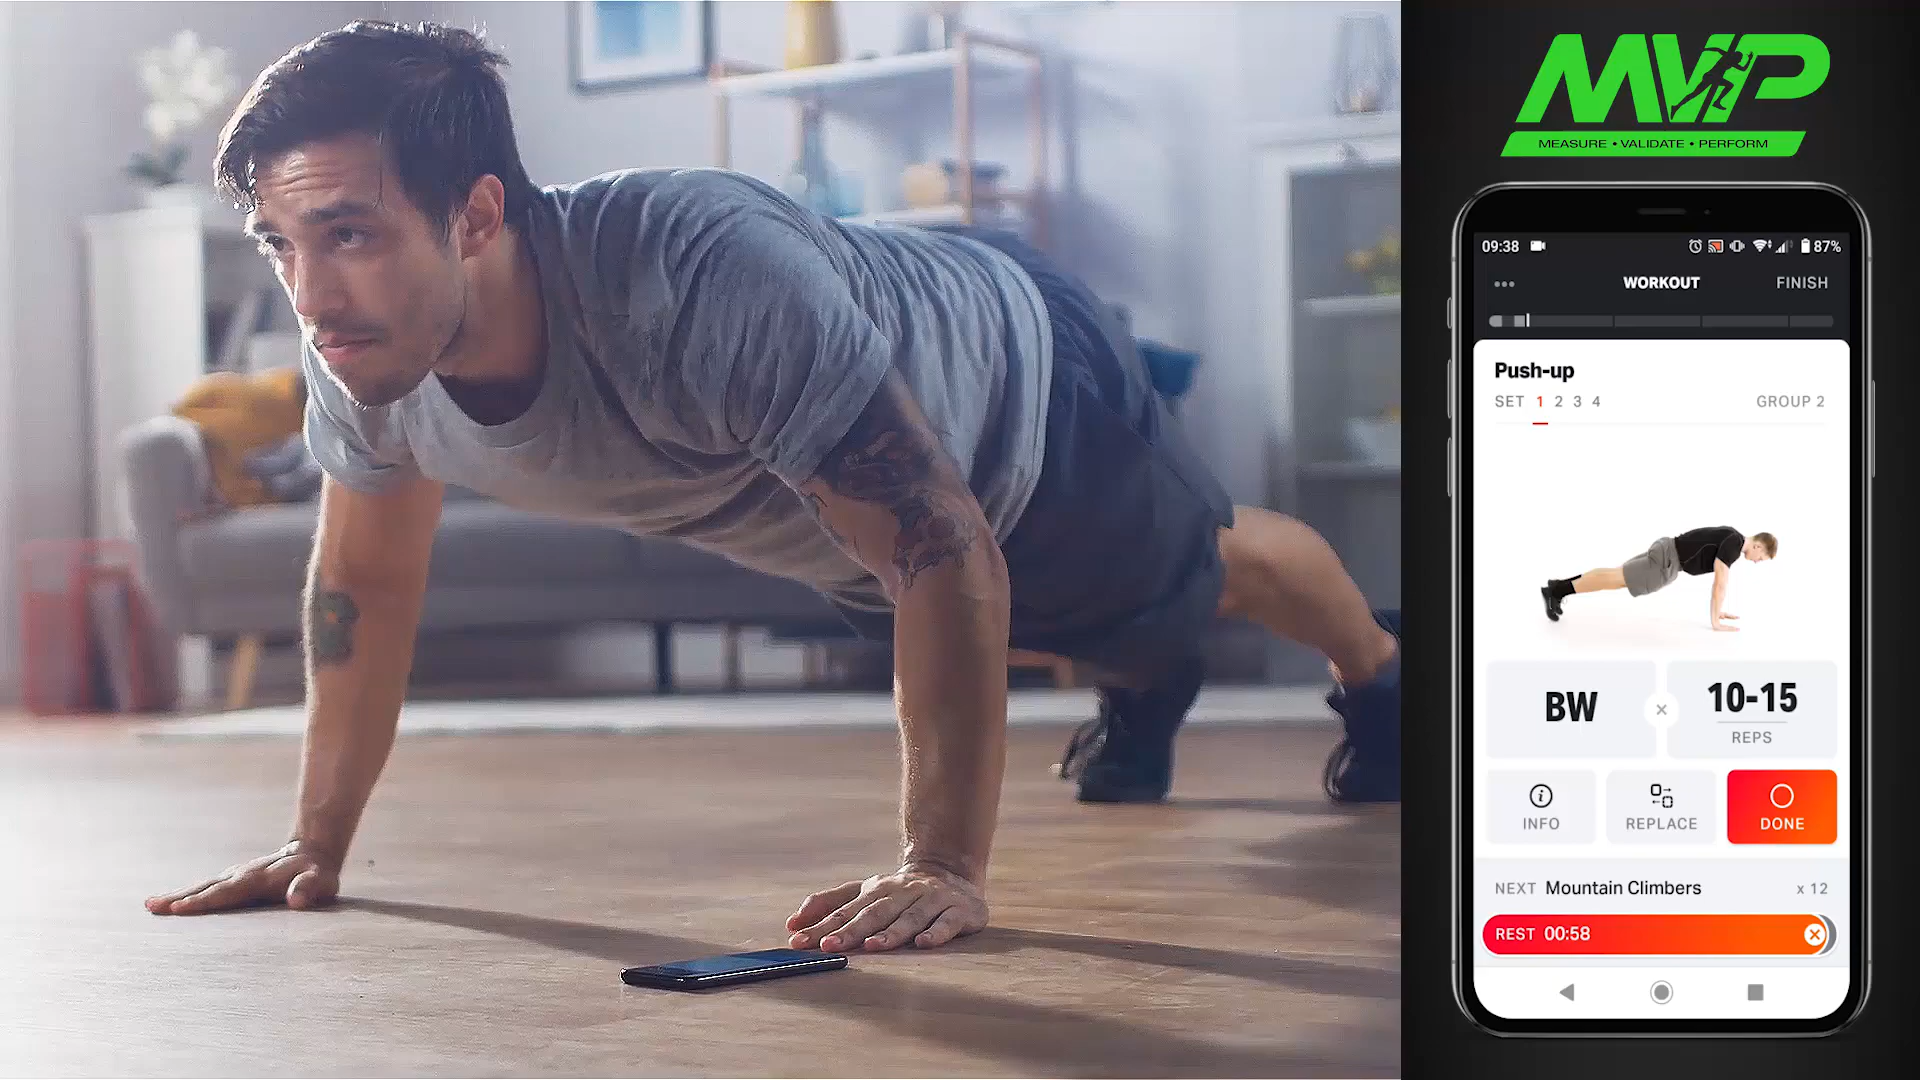 MVP
MEASURE • VALIDATE • PERFORM
09:38
87%
••• WORKOUT FINISH
Push-up
SET 1 2 3 4 GROUP 2
BW × 10-15
REPS
INFO REPLACE DONE
NEXT Mountain Climbers x 12
REST 00:58